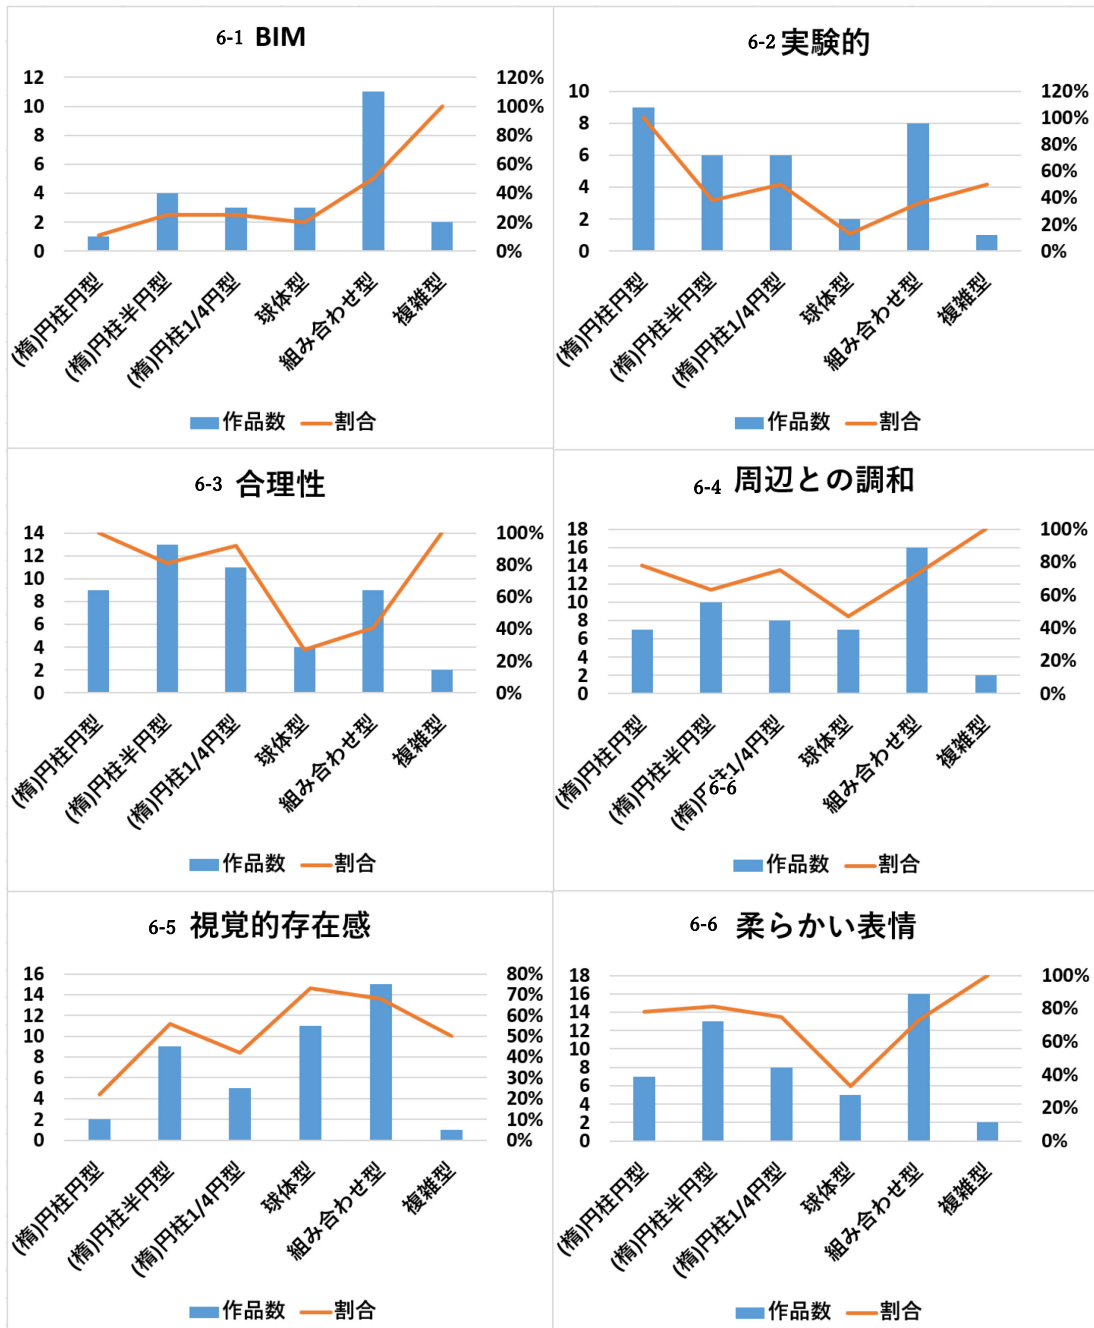 6-1 BIM
12
10
8
6
4
2
0
120%
100%
80%
60%
40%
20%
0%
(楕)円柱円型
(楕)円柱半円型
(楕)円柱1/4円型
球体型
組み合わせ型
複雑型
作品数 割合
6-2 実験的
10
8
6
4
2
0
120%
100%
80%
60%
40%
20%
0%
(楕)円柱円型
(楕)円柱半円型
(楕)円柱1/4円型
球体型
組み合わせ型
複雑型
作品数 割合
6-3 合理性
14
12
10
8
6
4
2
0
100%
80%
60%
40%
20%
0%
(楕)円柱円型
(楕)円柱半円型
(楕)円柱1/4円型
球体型
組み合わせ型
複雑型
作品数 割合
6-4 周辺との調和
18
16
14
12
10
8
6
4
2
0
100%
80%
60%
40%
20%
0%
(楕)円柱円型
(楕)円柱半円型
(楕)円柱1/4円型
6-6
球体型
組み合わせ型
複雑型
作品数 割合
6-5 視覚的存在感
16
14
12
10
8
6
4
2
0
80%
70%
60%
50%
40%
30%
20%
10%
0%
(楕)円柱円型
(楕)円柱半円型
(楕)円柱1/4円型
球体型
組み合わせ型
複雑型
作品数 割合
6-6 柔らかい表情
18
16
14
12
10
8
6
4
2
0
100%
80%
60%
40%
20%
0%
(楕)円柱円型
(楕)円柱半円型
(楕)円柱1/4円型
球体型
組み合わせ型
複雑型
作品数 割合